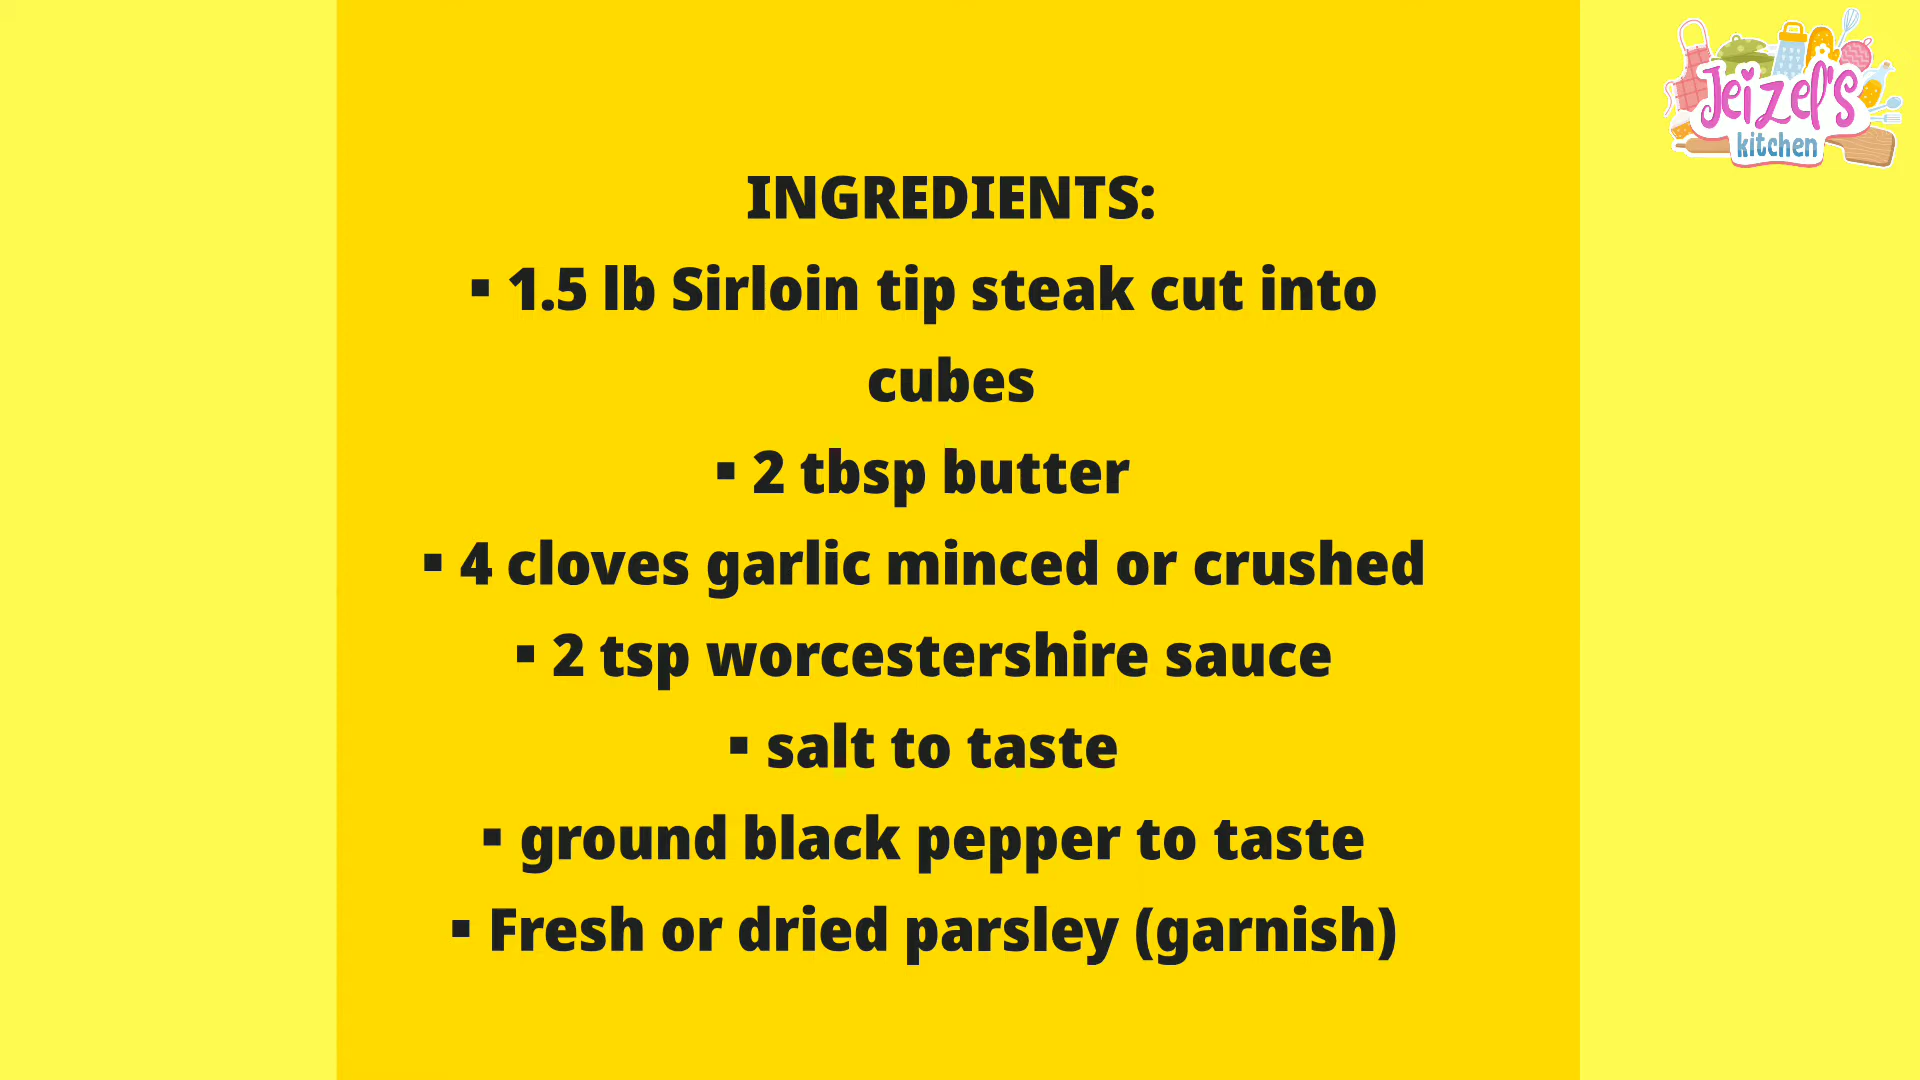 Jeizel's
kitchen
INGREDIENTS:
▪ 1.5 lb Sirloin tip steak cut into
cubes
▪ 2 tbsp butter
▪ 4 cloves garlic minced or crushed
▪ 2 tsp worcestershire sauce
▪ salt to taste
▪ ground black pepper to taste
▪ Fresh or dried parsley (garnish)